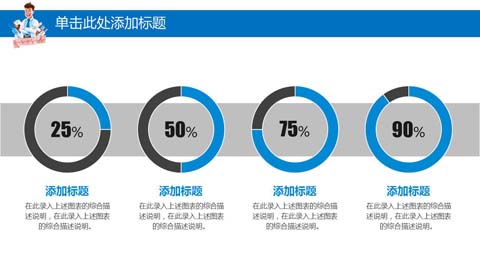 单击此处添加标题
25%
50%
75%
90%
添加标题
在此录入上述图表的综合描
述说明，在此录入上述图表
的综合描述说明。
添加标题
在此录入上述图表的综合描
述说明，在此录入上述图表
的综合描述说明。
添加标题
在此录入上述图表的综合描
述说明，在此录入上述图表
的综合描述说明。
添加标题
在此录入上述图表的综合描
述说明，在此录入上述图表
的综合描述说明。